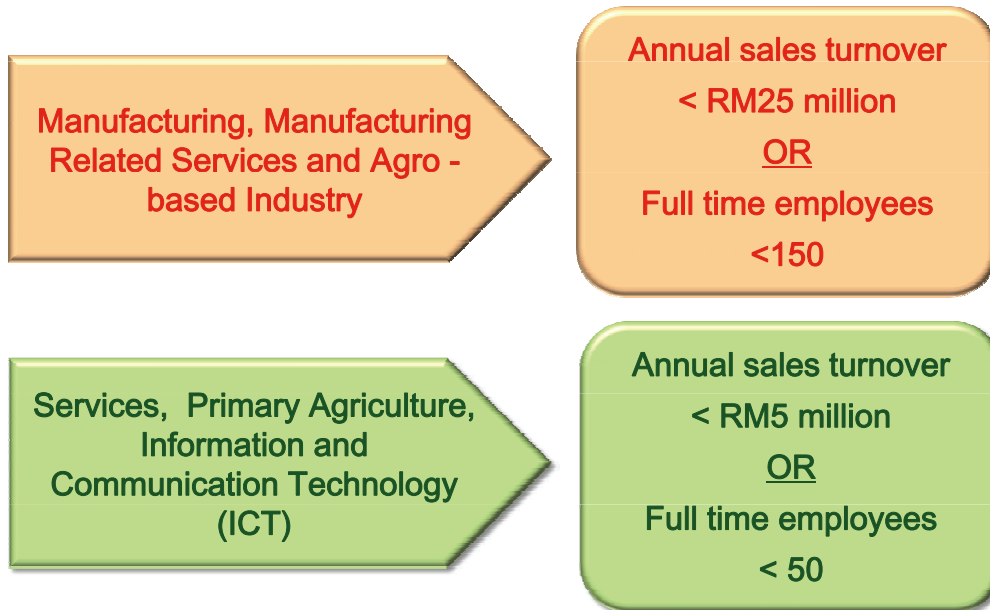 Manufacturing, Manufacturing
Related Services and Agro -
based Industry
Annual sales turnover
< RM25 million
OR
Full time employees
<150
Services,  Primary Agriculture,
Information and
Communication Technology
(ICT)
Annual sales turnover
< RM5 million
OR
Full time employees
< 50